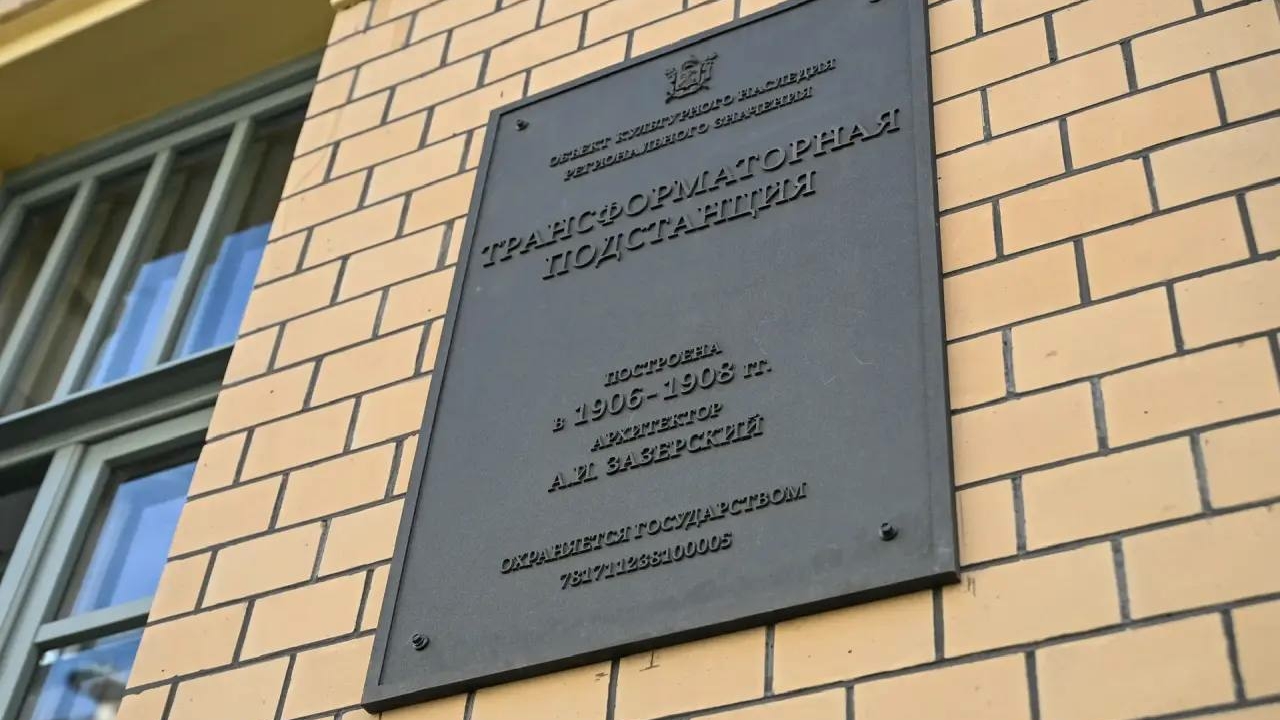 ОБЪЕКТ КУЛЬТУРНОГО НАСЛЕДИЯ
РЕГИОНАЛЬНОГО ЗНАЧЕНИЯ
ТРАНСФОРМАТОРНАЯ
ПОДСТАНЦИЯ
ПОСТРОЕНА
В 1906-1908 ГГ.
АРХИТЕКТОР
А.И. ЗАЗЕРСКИЙ
ОХРАНЯЕТСЯ ГОСУДАРСТВОМ
781711238100005